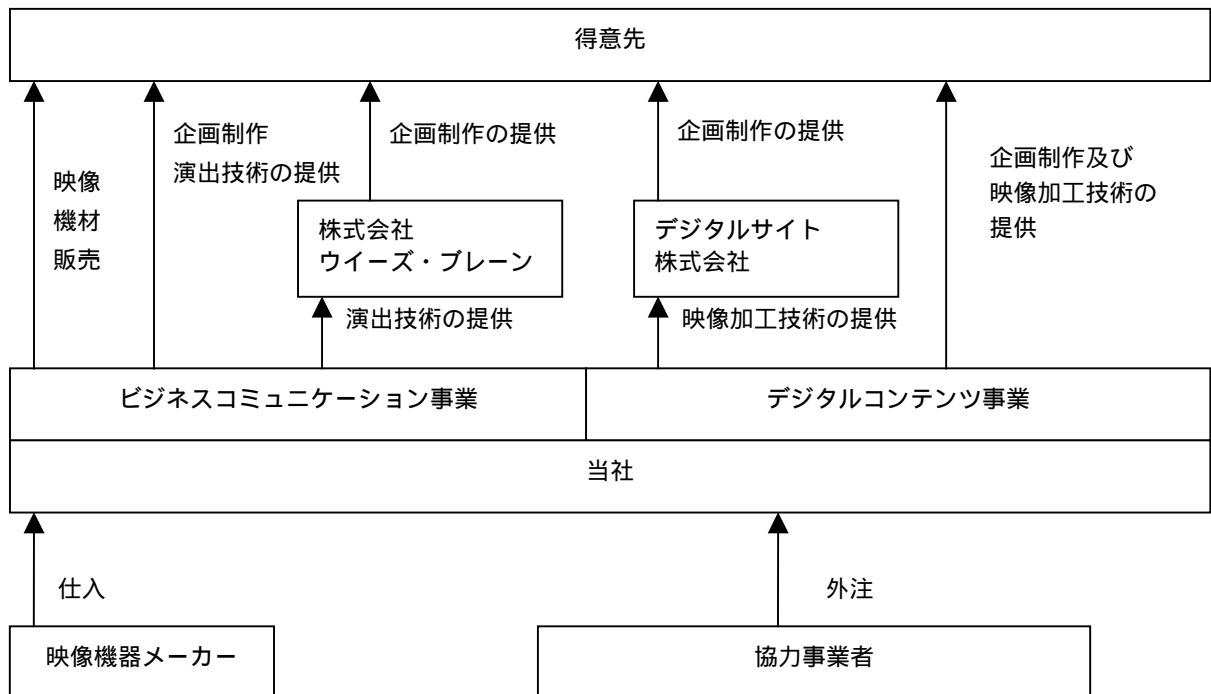 得意先
企画制作
演出技術の提供
企画制作の提供
企画制作の提供
企画制作及び
映像加工技術の
提供
映像
機材
販売
株式会社
ウイーズ・ブレーン
デジタルサイト
株式会社
演出技術の提供
映像加工技術の提供
ビジネスコミュニケーション事業
デジタルコンテンツ事業
当社
仕入
外注
映像機器メーカー
協力事業者